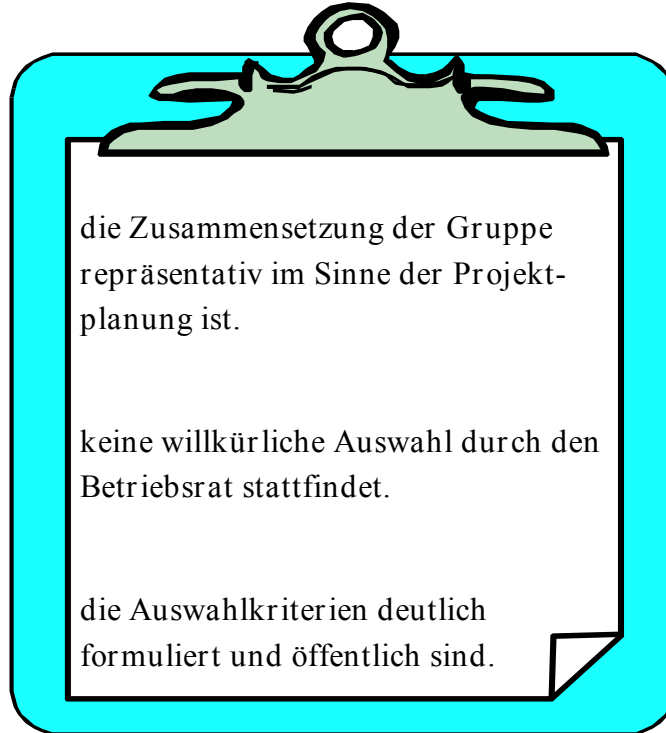 die Zusammensetzung der Gruppe
repräsentativ im Sinne der Projekt-
planung ist.
keine willkürliche Auswahl durch den
Betriebsrat stattfindet.
die Auswahlkriterien deutlich
formuliert und öffentlich sind.